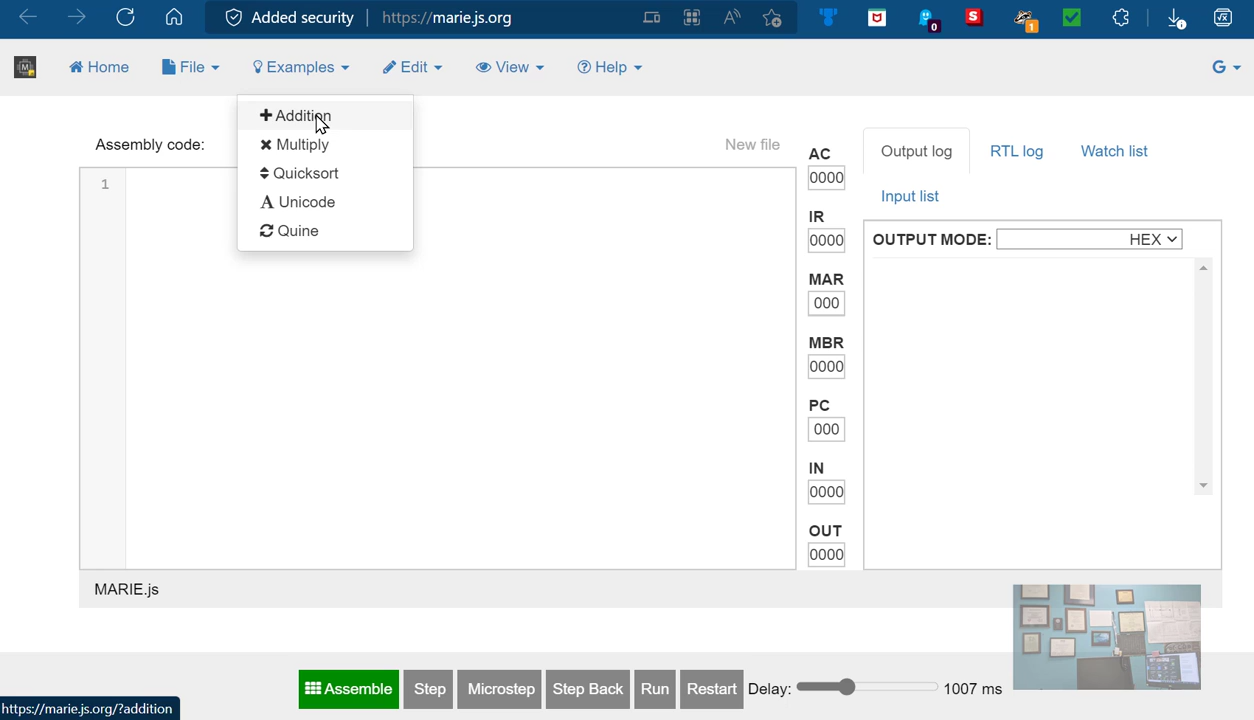 Added security | https://marie.js.org
0
S
1
M
Home File Examples Edit View Help
G
Addition
Multiply
Quicksort
A Unicode
Quine
Assembly code:
New file
1
AC
0000
IR
0000
MAR
000
MBR
0000
PC
000
IN
0000
OUT
0000
Output log RTL log Watch list
Input list
OUTPUT MODE: HEX
MARIE.js
Assemble Step Microstep Step Back Run Restart Delay: 1007 ms
https://marie.js.org/?addition